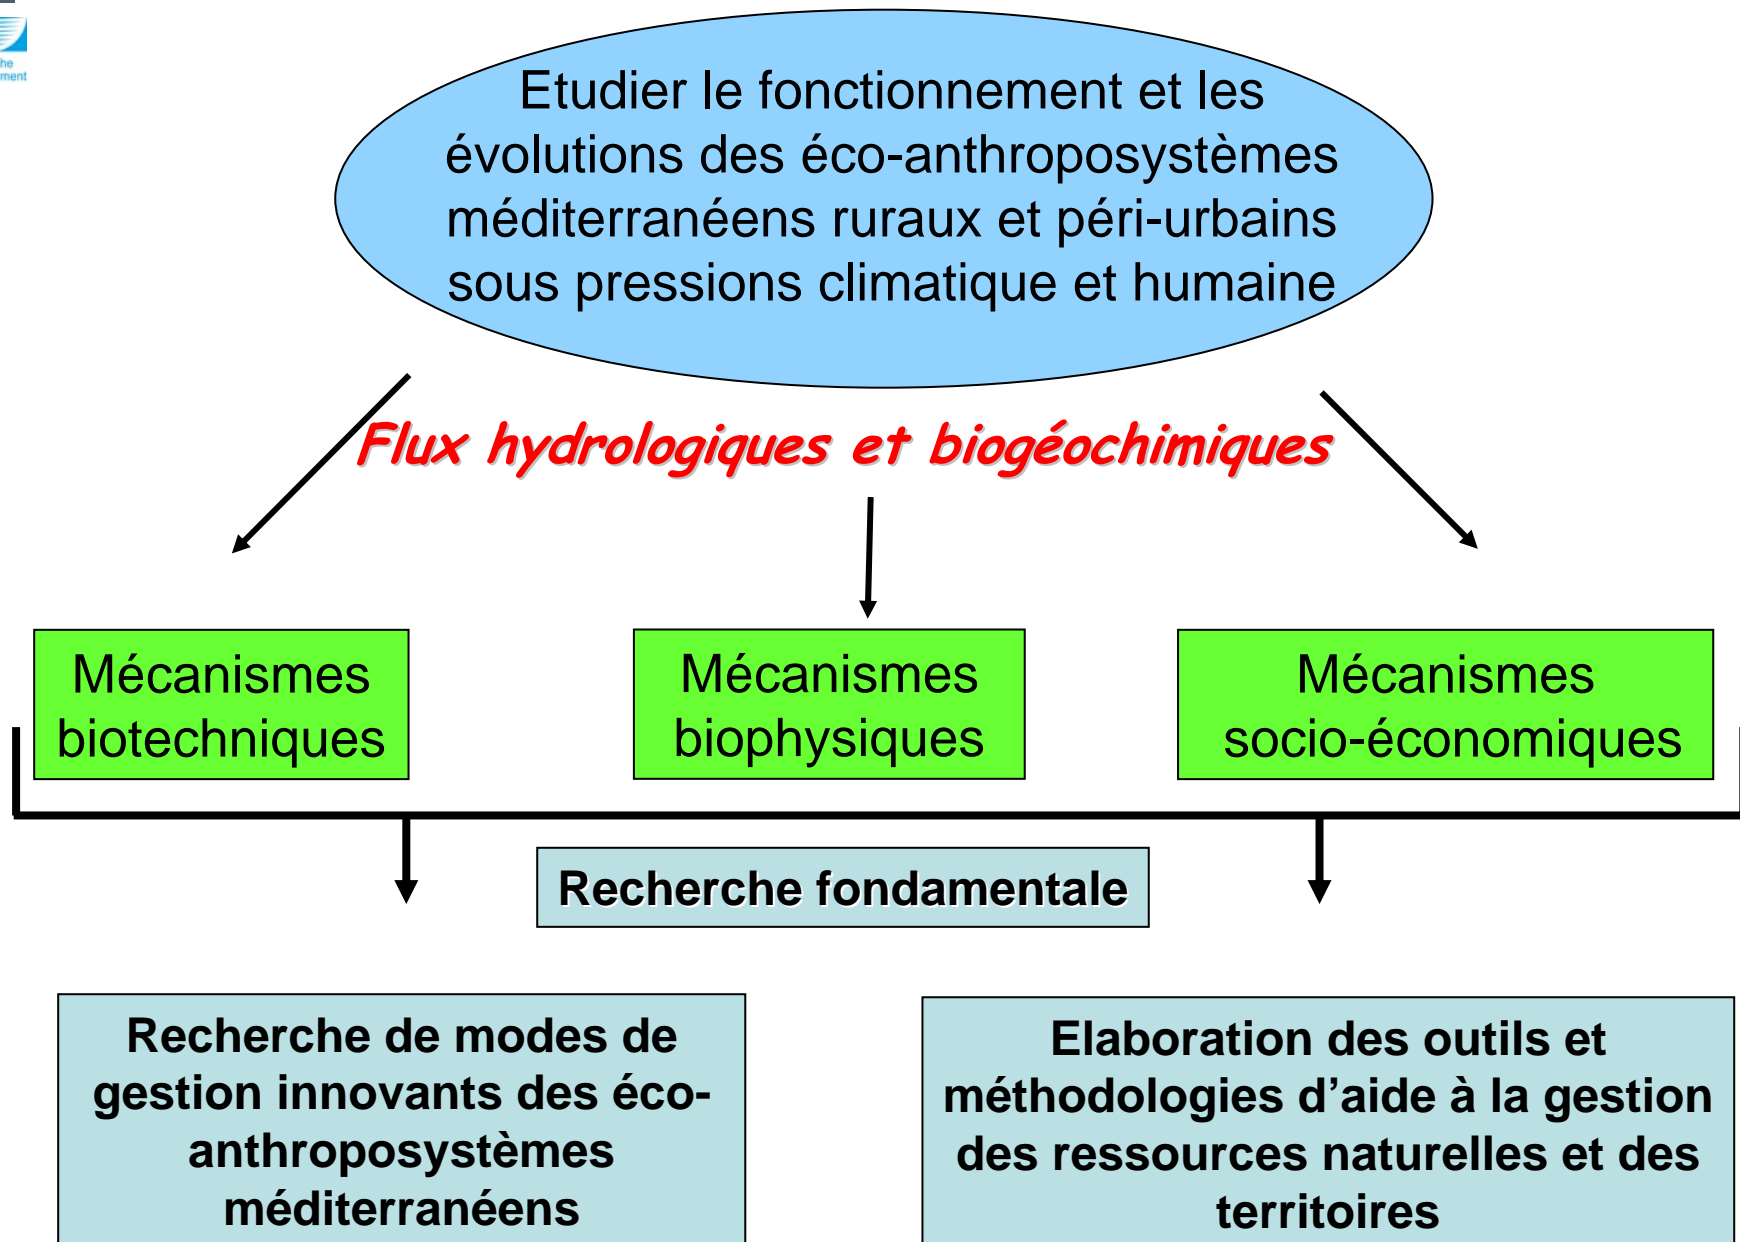 he
ment
Etudier le fonctionnement et les
évolutions des éco-anthroposystèmes
méditerranéens ruraux et péri-urbains
sous pressions climatique et humaine
Flux hydrologiques et biogéochimiques
Mécanismes
biotechniques
Mécanismes
biophysiques
Mécanismes
socio-économiques
Recherche fondamentale
Recherche de modes de
gestion innovants des éco-
anthroposystèmes
méditerranéens
Elaboration des outils et
méthodologies d'aide à la gestion
des ressources naturelles et des
territoires